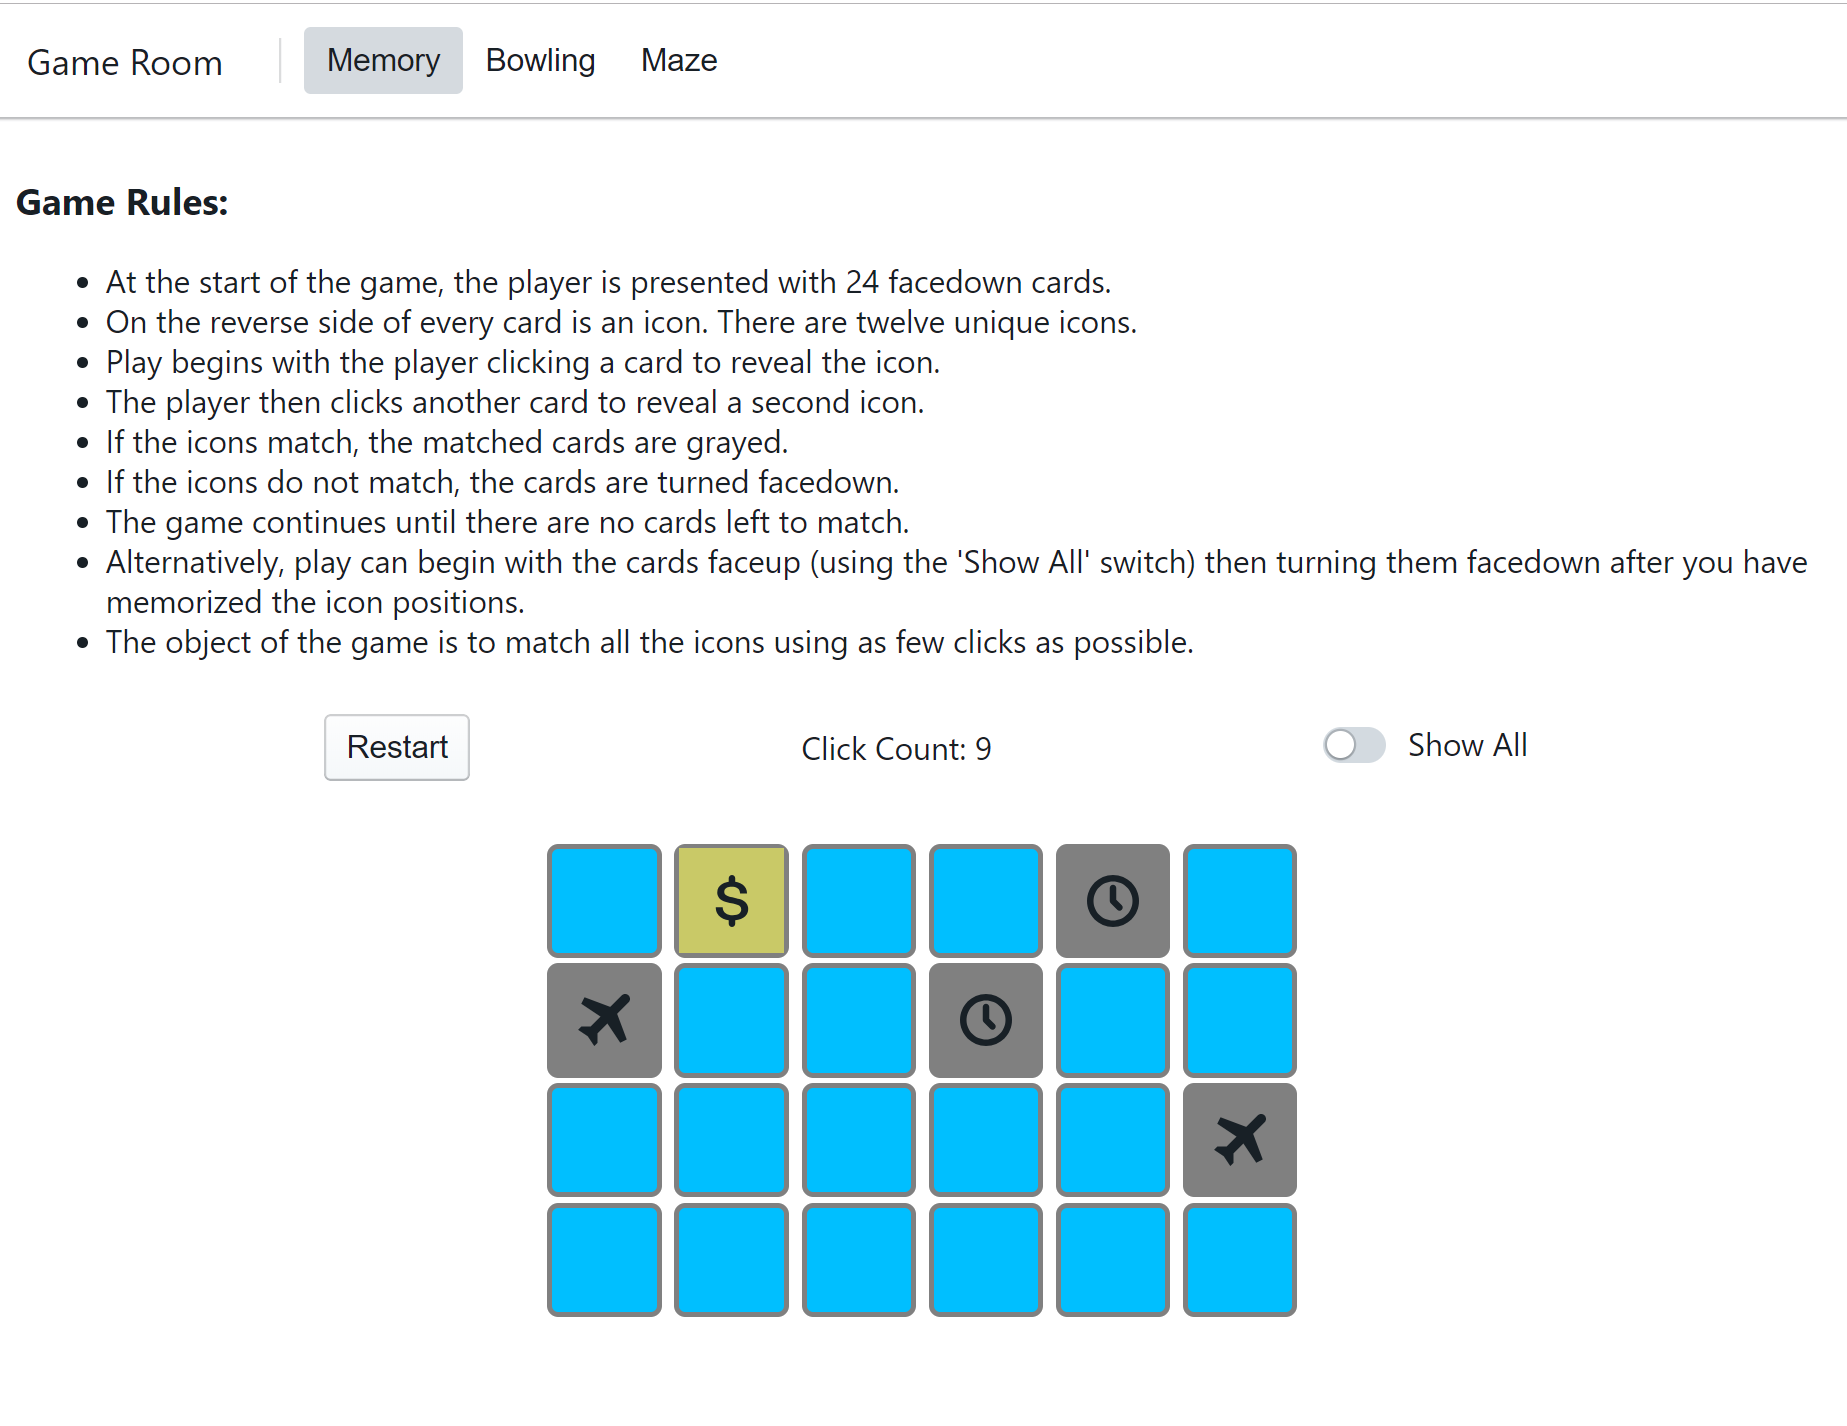 Game Room
Memory
Bowling
Maze
Game Rules:
At the start of the game, the player is presented with 24 facedown cards.
On the reverse side of every card is an icon. There are twelve unique icons.
Play begins with the player clicking a card to reveal the icon.
The player then clicks another card to reveal a second icon.
If the icons match, the matched cards are grayed.
If the icons do not match, the cards are turned facedown.
The game continues until there are no cards left to match.
Alternatively, play can begin with the cards faceup (using the 'Show All' switch) then turning them facedown after you have
memorized the icon positions.
The object of the game is to match all the icons using as few clicks as possible.
Restart
Click Count: 9
Show All
$